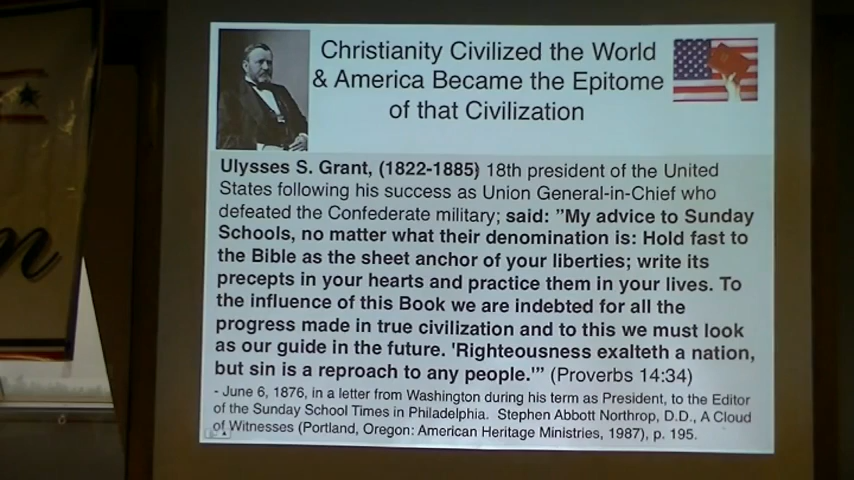 Christianity Civilized the World
& America Became the Epitome
of that Civilization
Ulysses S. Grant, (1822-1885) 18th president of the United
States following his success as Union General-in-Chief who
defeated the Confederate military; said: ”My advice to Sunday
Schools, no matter what their denomination is: Hold fast to
the Bible as the sheet anchor of your liberties; write its
precepts in your hearts and practice them in your lives. To
the influence of this Book we are indebted for all the
progress made in true civilization and to this we must look
as our guide in the future. 'Righteousness exalteth a nation,
but sin is a reproach to any people.'” (Proverbs 14:34)
- June 6, 1876, in a letter from Washington during his term as President, to the Editor
of the Sunday School Times in Philadelphia. Stephen Abbott Northrop, D.D., A Cloud
of Witnesses (Portland, Oregon: American Heritage Ministries, 1987), p. 195.